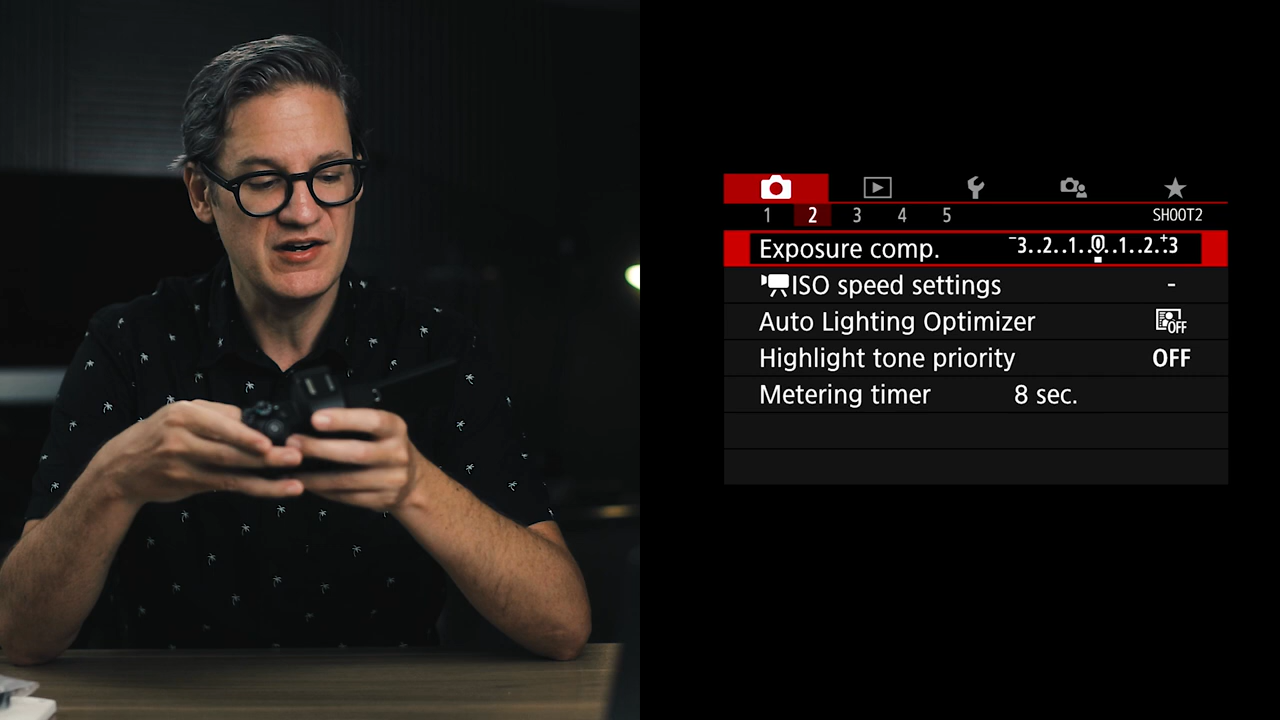 1 2 3 4 5 SHOOT2
Exposure comp. -3..2..1..0..1..2..+3
ISO speed settings -
Auto Lighting Optimizer OFF
Highlight tone priority OFF
Metering timer 8 sec.